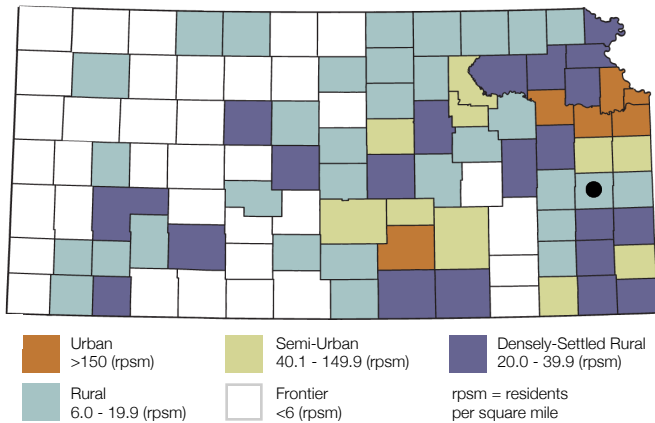 Urban
>150 (rpsm)
Semi-Urban
40.1 - 149.9 (rpsm)
Densely-Settled Rural
20.0 - 39.9 (rpsm)
Rural
6.0 - 19.9 (rpsm)
Frontier
<6 (rpsm)
rpsm = residents
per square mile